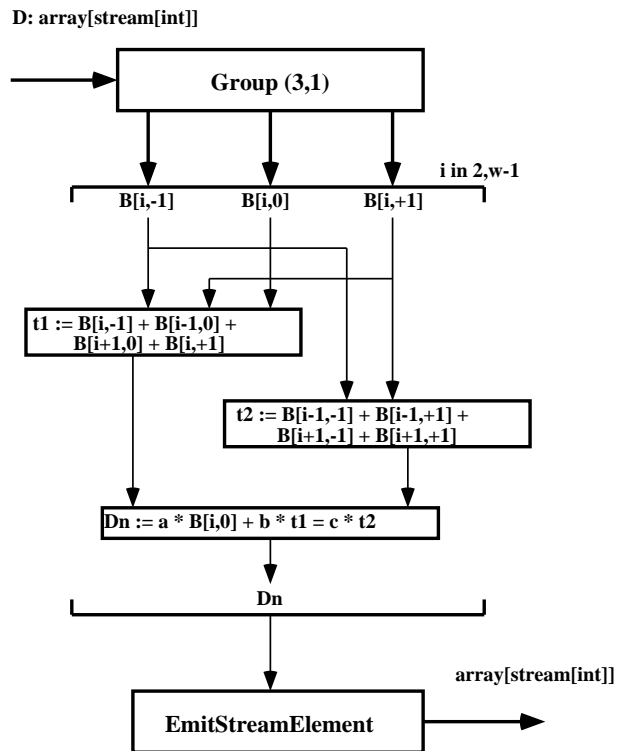 D: array[stream[int]]
Group (3,1)
i in 2,w-1
B[i,-1] B[i,0] B[i,+1]
t1 := B[i,-1] + B[i-1,0] +
B[i+1,0] + B[i,+1]
t2 := B[i-1,-1] + B[i-1,+1] +
B[i+1,-1] + B[i+1,+1]
Dn := a * B[i,0] + b * t1 = c * t2
Dn
array[stream[int]]
EmitStreamElement